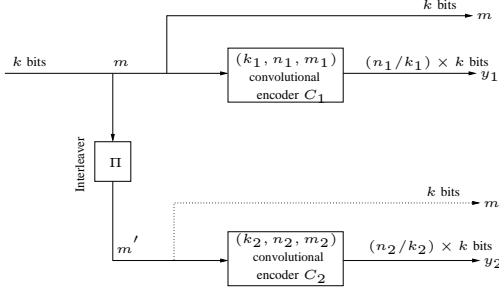 k bits
m
k bits
m
(k₁, n₁, m₁)
convolutional
encoder C₁
(n₁/k₁) × k bits
y₁
Interleaver
Π
k bits
m
m′
(k₂, n₂, m₂)
convolutional
encoder C₂
(n₂/k₂) × k bits
y₂